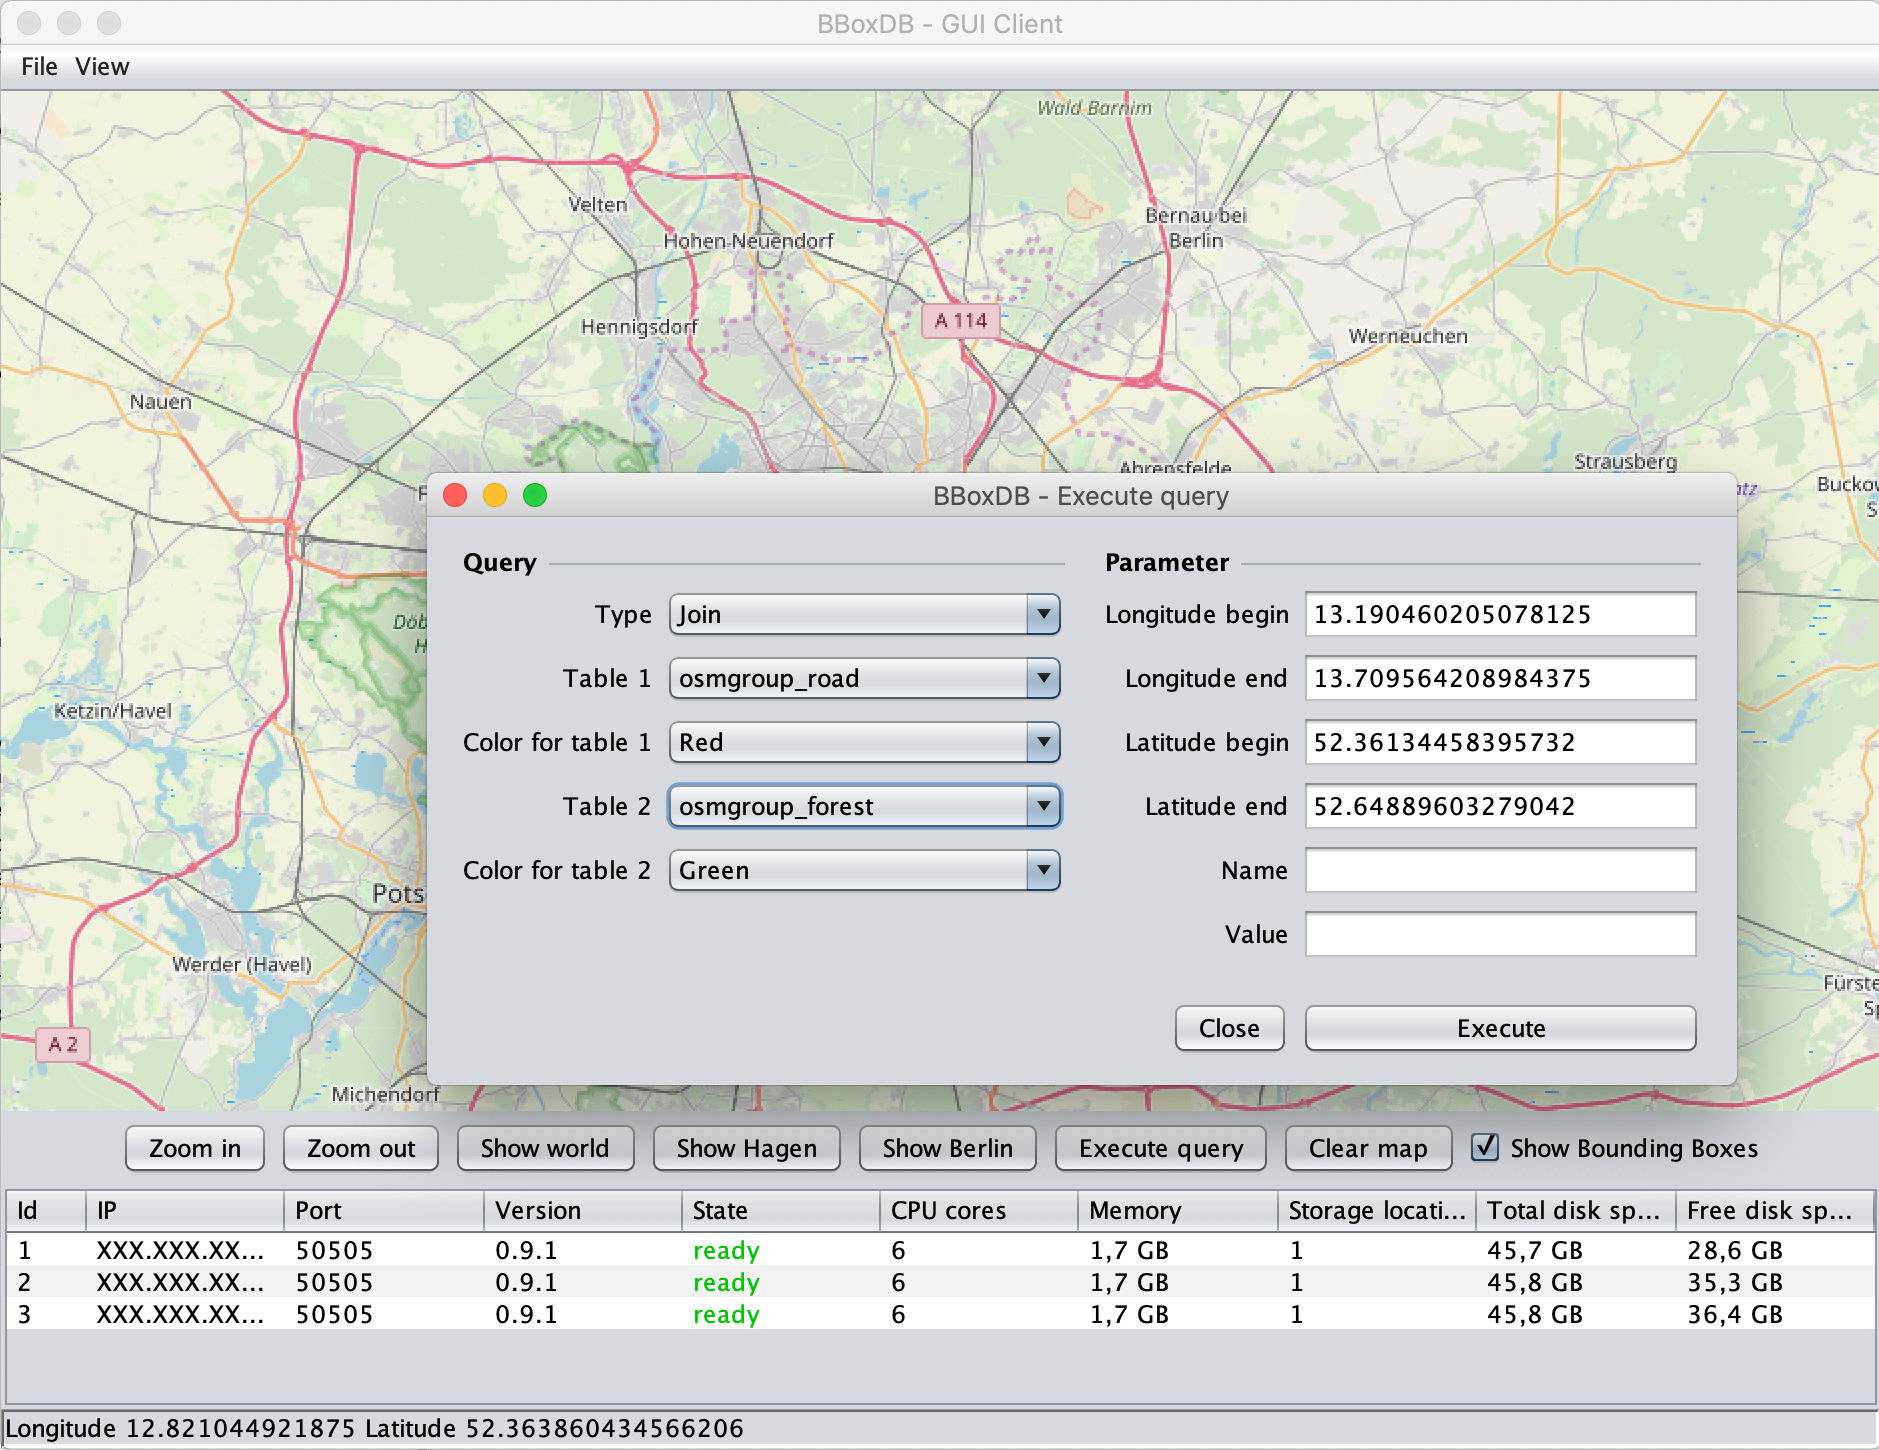 BBoxDB - GUI Client
File View
Wald Barnim
Velten
Bernau bei
Berlin
Hohen Neuendorf
A 114
Hennigsdorf
Werneuchen
Nauen
Strausberg
Ahrensfelde
Buckow
Ketzin/Havel
Pots
Werder (Havel)
Fürste
A 2
Michendorf
BBoxDB - Execute query
Query
Type Join
Table 1 osmgroup_road
Color for table 1 Red
Table 2 osmgroup_forest
Color for table 2 Green
Parameter
Longitude begin 13.190460205078125
Longitude end 13.709564208984375
Latitude begin 52.36134458395732
Latitude end 52.64889603279042
Name
Value
Close Execute
Zoom in Zoom out Show world Show Hagen Show Berlin Execute query Clear map Show Bounding Boxes
Id IP Port Version State CPU cores Memory Storage locati... Total disk sp... Free disk sp...
1 XXX.XXX.XX... 50505 0.9.1 ready 6 1,7 GB 1 45,7 GB 28,6 GB
2 XXX.XXX.XX... 50505 0.9.1 ready 6 1,7 GB 1 45,8 GB 35,3 GB
3 XXX.XXX.XX... 50505 0.9.1 ready 6 1,7 GB 1 45,8 GB 36,4 GB
Longitude 12.821044921875 Latitude 52.363860434566206